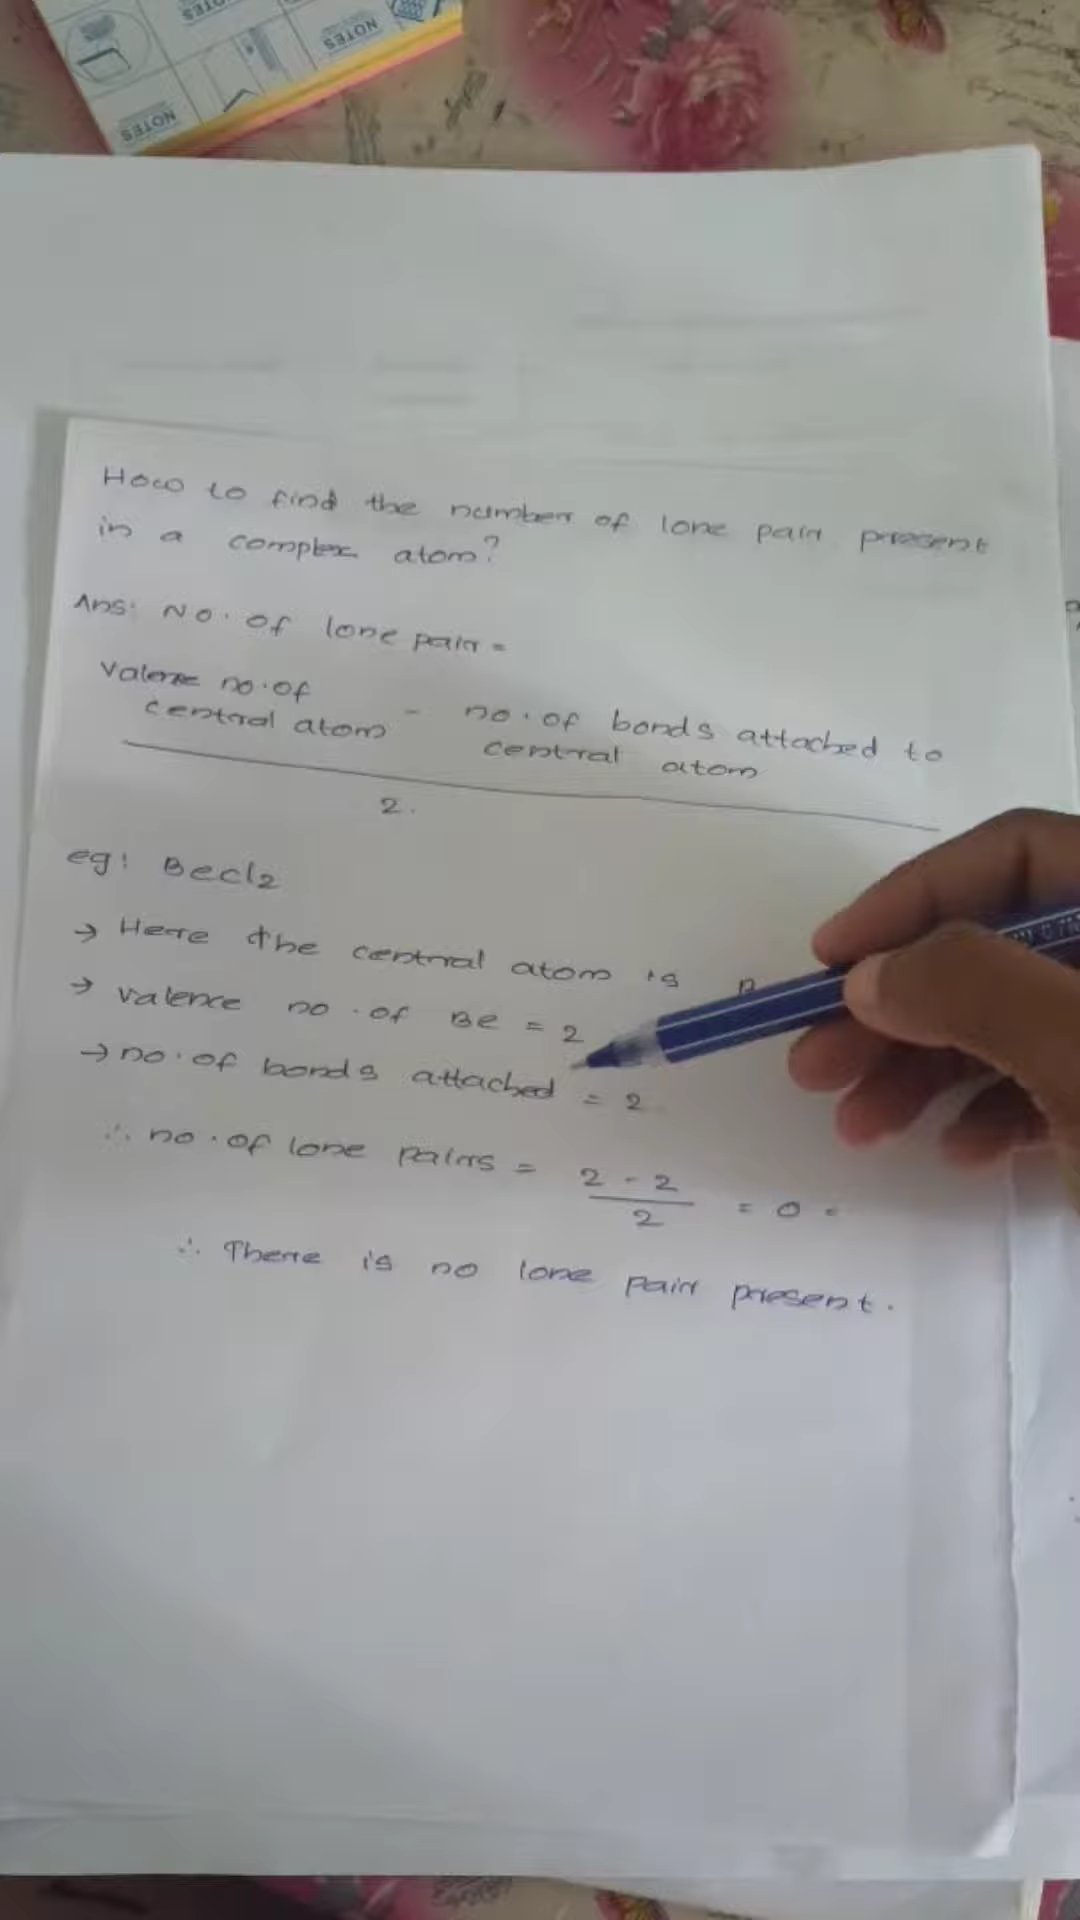 NOTES
NOTES
NOTES
How to find the number of lone pair present
in a complex atom?
Ans: No. of lone pair =
Valence no. of central atom - no. of bonds attached to central atom
2.
eg: Becl2
→ Here the central atom is
→ valence no. of Be = 2
→ no. of bonds attached = 2
∴ no. of lone pairs = 2 - 2 / 2 = 0
∴ There is no lone pair present.